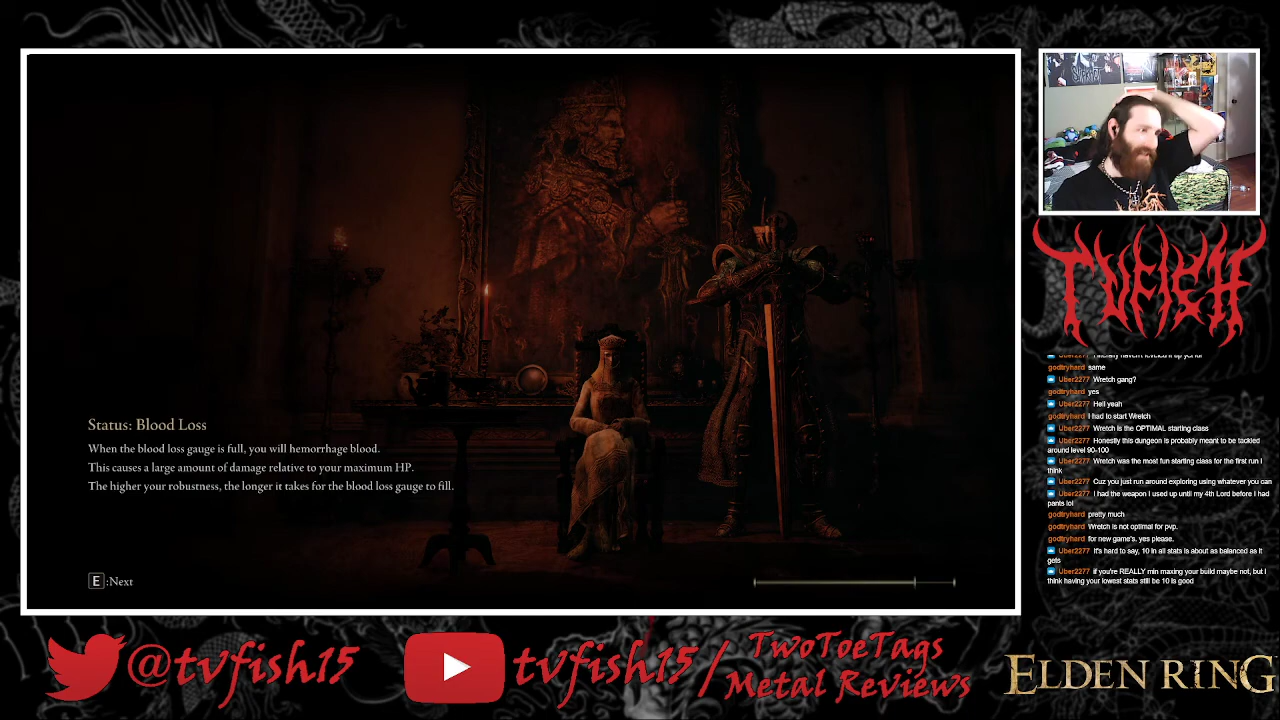 Status: Blood Loss
When the blood loss gauge is full, you will hemorrhage blood.
This causes a large amount of damage relative to your maximum HP.
The higher your robustness, the longer it takes for the blood loss gauge to fill.
E:Next
TVFISH
godtryhard same
Uber2277 Wretch gang?
godtryhard yes
Uber2277 Hell yeah
godtryhard I had to start Wretch
Uber2277 Wretch is the OPTIMAL starting class
Uber2277 Honestly this dungeon is probably meant to be tackled
around level 90-100
Uber2277 Wretch was the most fun starting class for the first run I
think
Uber2277 Cuz you just run around exploring using whatever you can
Uber2277 I had the weapon I used up until my 4th Lord before I had
pants lol
godtryhard pretty much
godtryhard Wretch is not optimal for pvp.
godtryhard for new game's, yes please.
Uber2277 It's hard to say, 10 in all stats is about as balanced as it
gets
Uber2277 if you're REALLY min maxing your build maybe not, but I
think having your lowest stats still be 10 is good
@tvfish15
tvfish15 / TwoToeTags
Metal Reviews
ELDEN RING